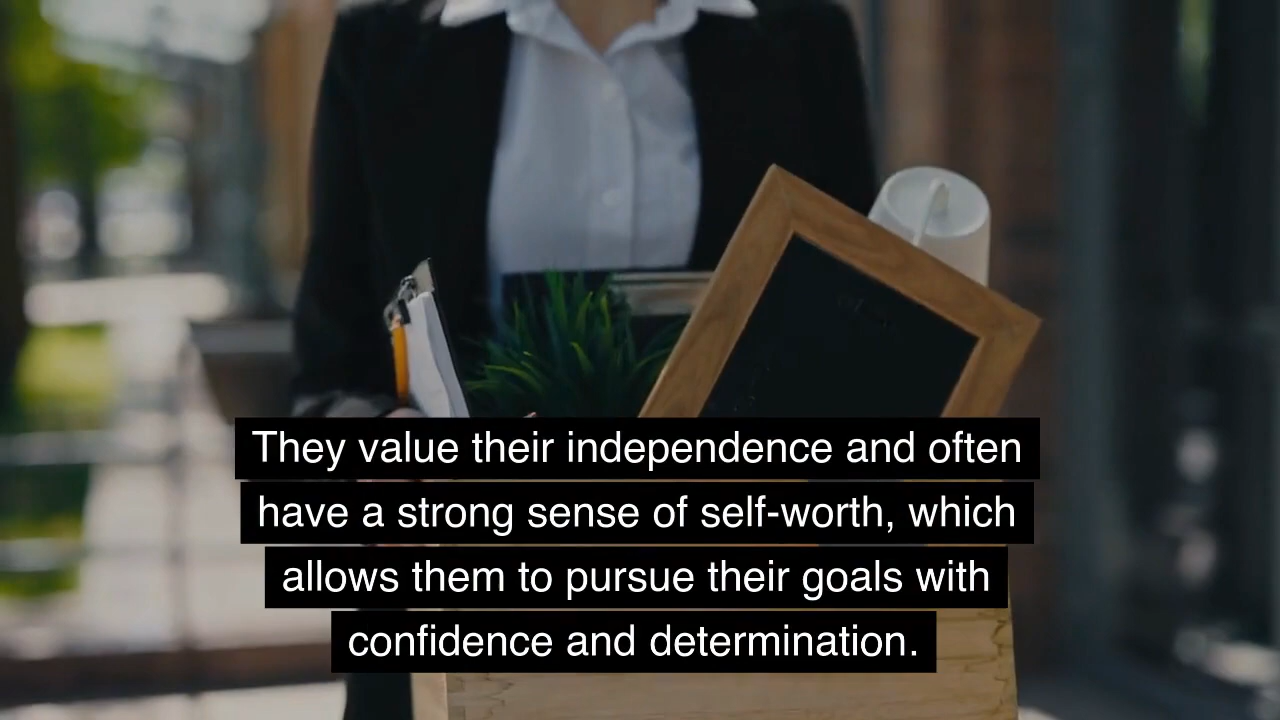 They value their independence and often
have a strong sense of self-worth, which
allows them to pursue their goals with
confidence and determination.